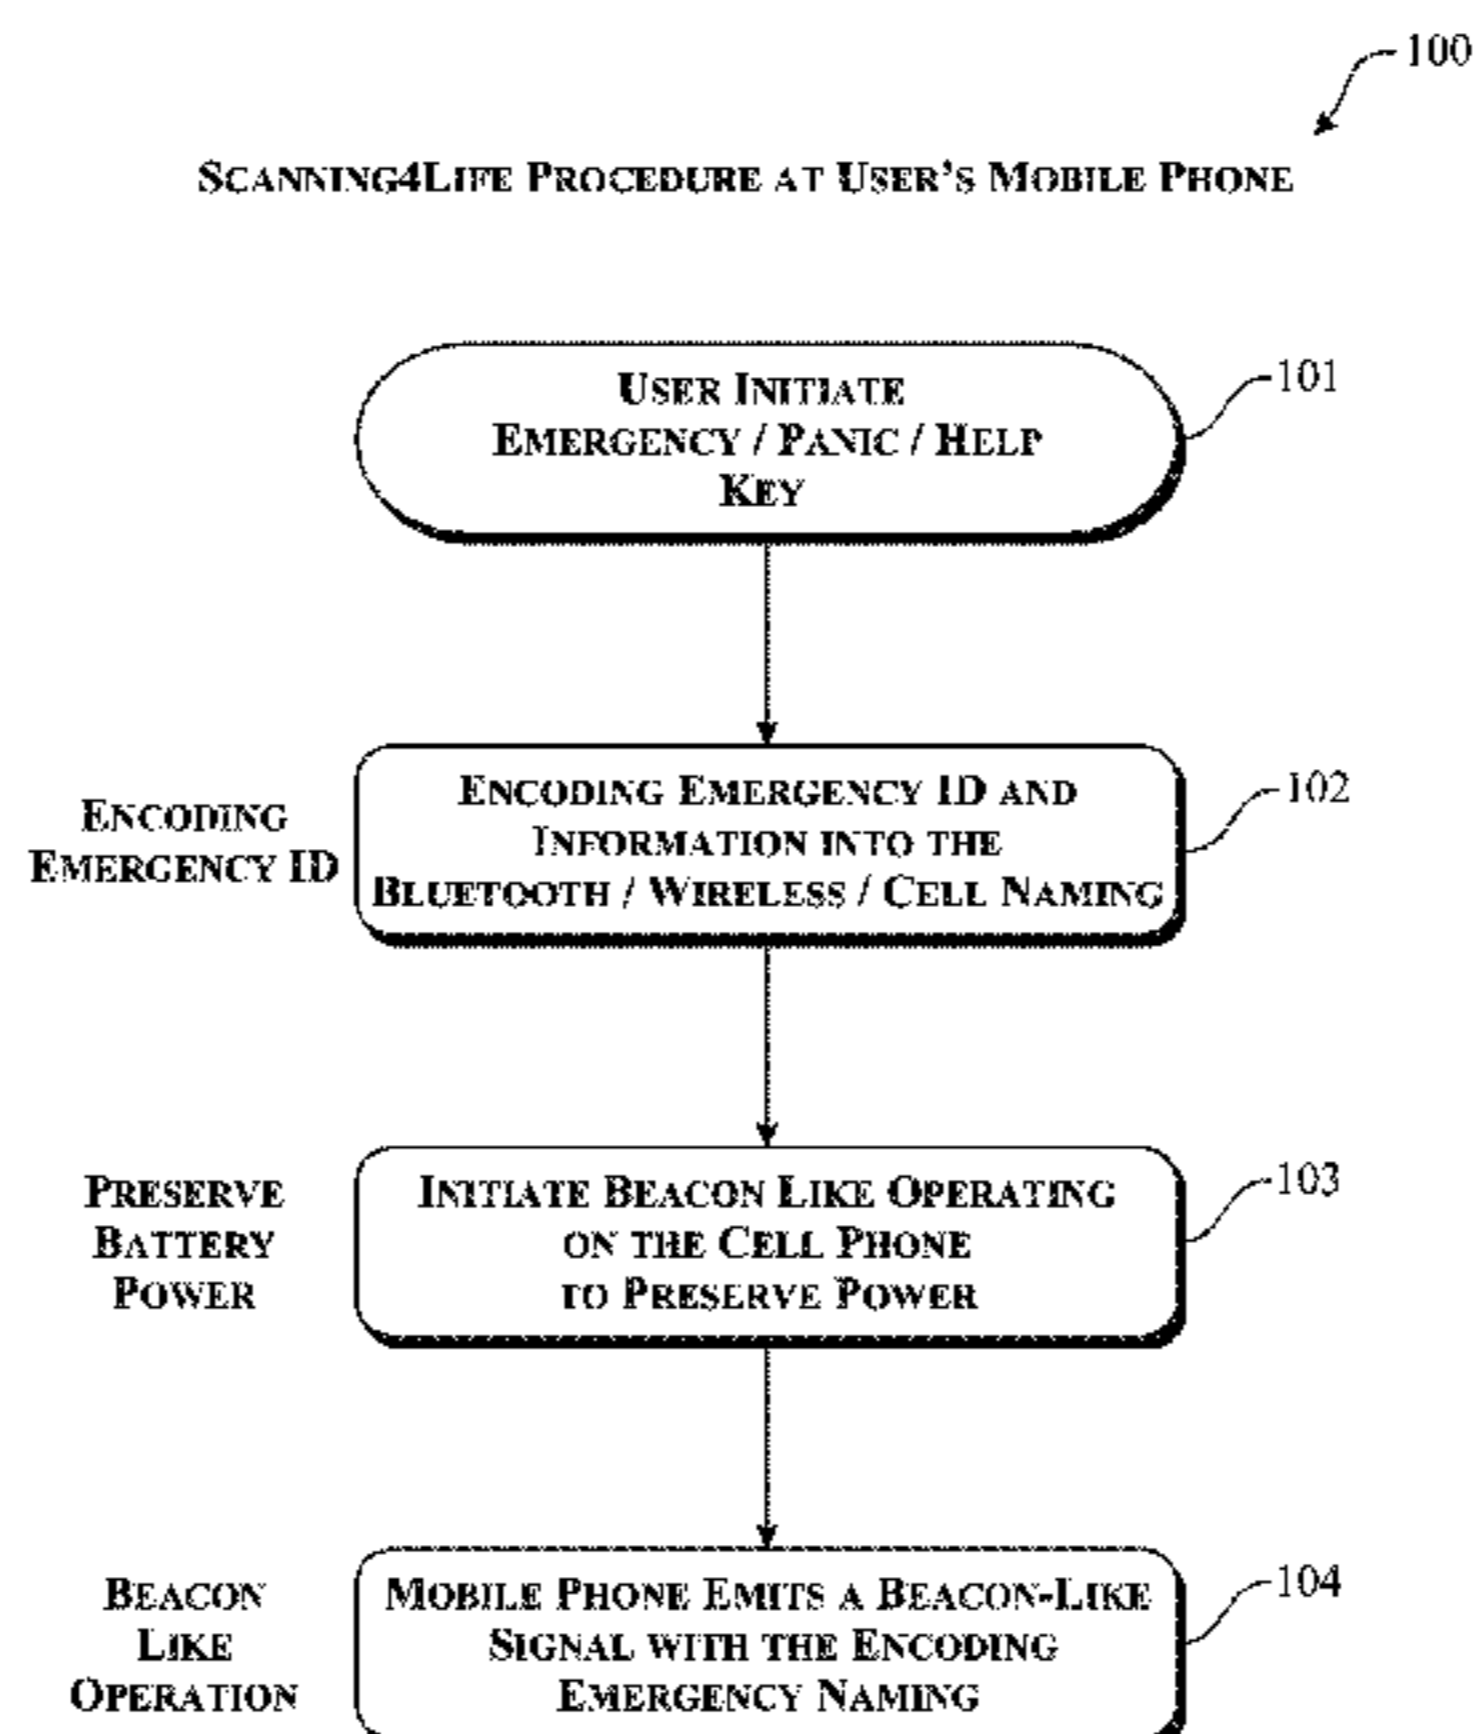 100
SCANNING4LIFE PROCEDURE AT USER'S MOBILE PHONE
USER INITIATE
EMERGENCY / PANIC / HELP
KEY
101
ENCODING
EMERGENCY ID
ENCODING EMERGENCY ID AND
INFORMATION INTO THE
BLUETOOTH / WIRELESS / CELL NAMING
102
PRESERVE
BATTERY
POWER
INITIATE BEACON LIKE OPERATING
ON THE CELL PHONE
TO PRESERVE POWER
103
BEACON
LIKE
OPERATION
MOBILE PHONE EMITS A BEACON-LIKE
SIGNAL WITH THE ENCODING
EMERGENCY NAMING
104